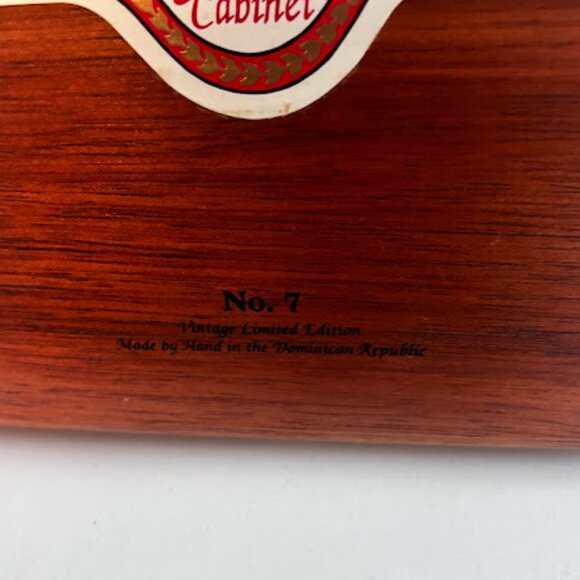 Cabinet
No. 7
Vintage Limited Edition
Made by Hand in the Dominican Republic